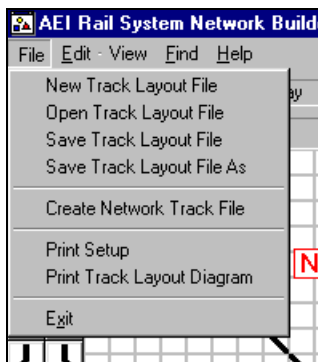 AEI Rail System Network Build
File Edit View Find Help
New Track Layout File
Open Track Layout File
Save Track Layout File
Save Track Layout File As
Create Network Track File
Print Setup
Print Track Layout Diagram
Exit
ay
N